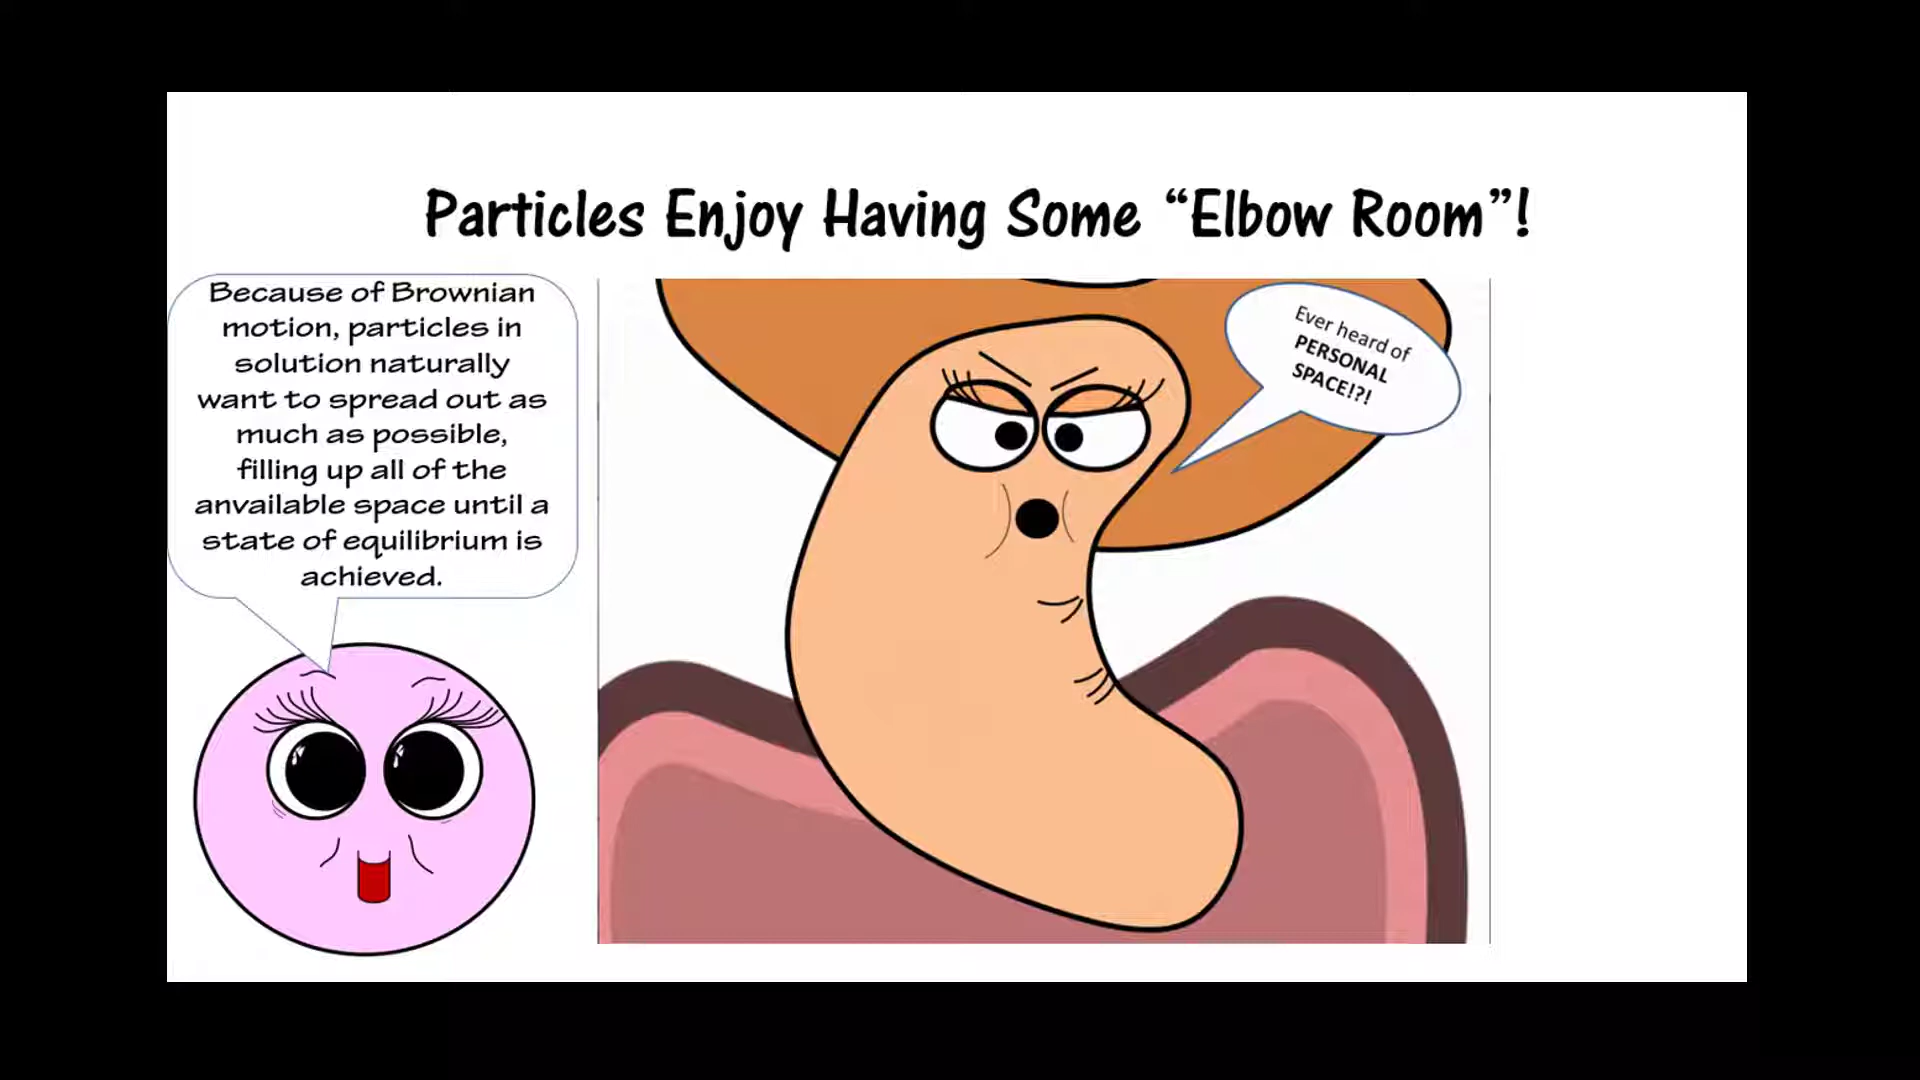 Particles Enjoy Having Some “Elbow Room”!
Because of Brownian
motion, particles in
solution naturally
want to spread out as
much as possible,
filling up all of the
anvailable space until a
state of equilibrium is
achieved.
Ever heard of
PERSONAL
SPACE!?!